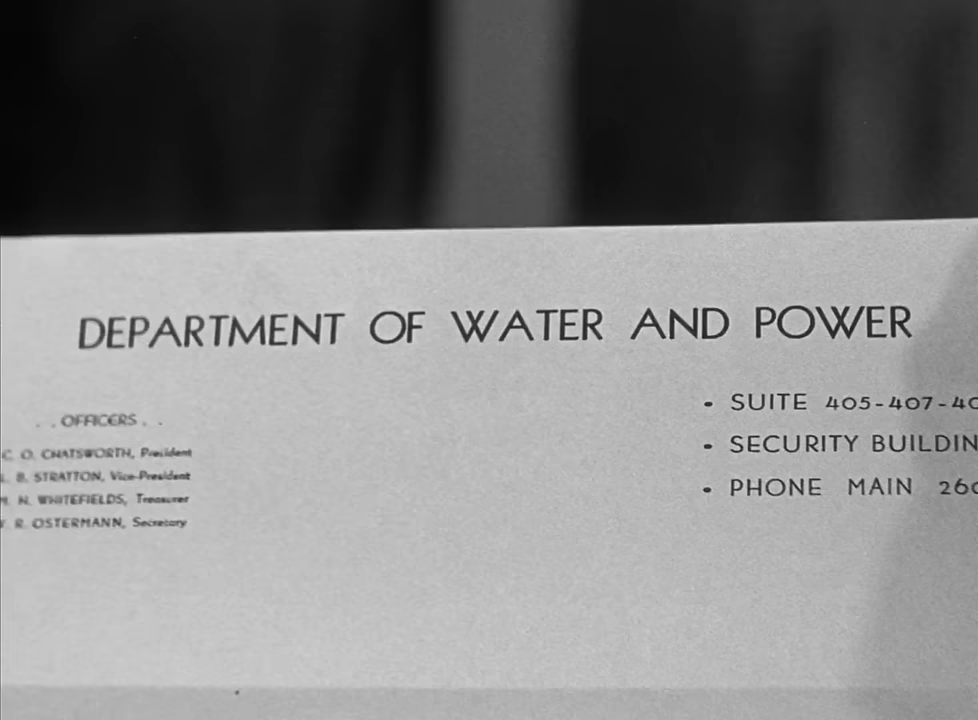 DEPARTMENT OF WATER AND POWER
. . OFFICERS . .
C. O. CHATSWORTH, President
B. STRATTON, Vice-President
N. WHITEFIELDS, Treasurer
R. OSTERMANN, Secretary
• SUITE 405-407-40
• SECURITY BUILDIN
• PHONE MAIN 260